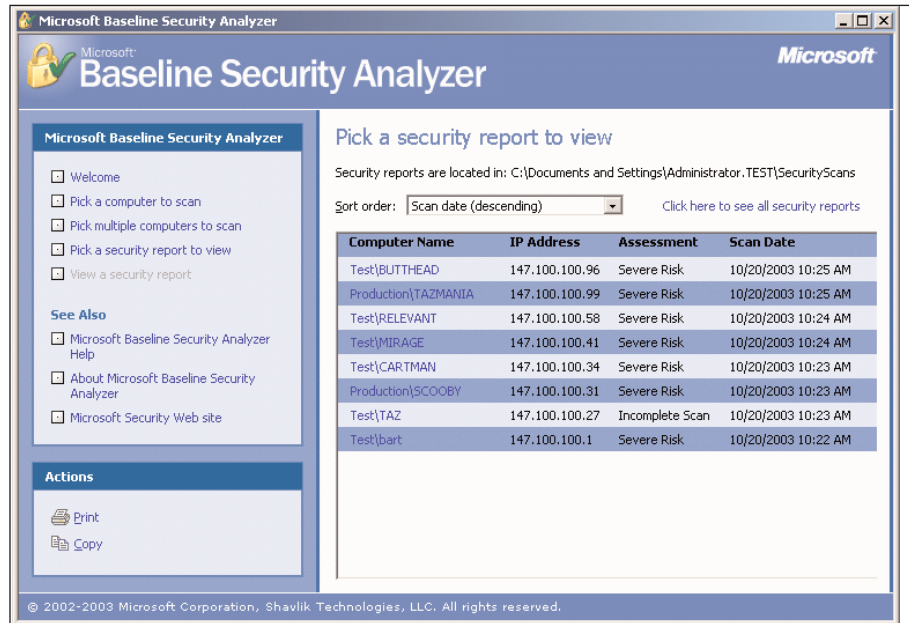 Microsoft Baseline Security Analyzer
Microsoft
Baseline Security Analyzer
Microsoft
Microsoft Baseline Security Analyzer
Welcome
Pick a computer to scan
Pick multiple computers to scan
Pick a security report to view
View a security report
See Also
Microsoft Baseline Security Analyzer
Help
About Microsoft Baseline Security
Analyzer
Microsoft Security Web site
Actions
Print
Copy
Pick a security report to view
Security reports are located in: C:\Documents and Settings\Administrator.TEST\SecurityScans
Sort order: Scan date (descending) Click here to see all security reports
Computer Name IP Address Assessment Scan Date
Test\BUTTHEAD 147.100.100.96 Severe Risk 10/20/2003 10:25 AM
Production\TAZMANIA 147.100.100.99 Severe Risk 10/20/2003 10:25 AM
Test\RELEVANT 147.100.100.58 Severe Risk 10/20/2003 10:24 AM
Test\MIRAGE 147.100.100.41 Severe Risk 10/20/2003 10:24 AM
Test\CARTMAN 147.100.100.34 Severe Risk 10/20/2003 10:23 AM
Production\SCOOBY 147.100.100.31 Severe Risk 10/20/2003 10:23 AM
Test\TAZ 147.100.100.27 Incomplete Scan 10/20/2003 10:23 AM
Test\bart 147.100.100.1 Severe Risk 10/20/2003 10:22 AM
© 2002-2003 Microsoft Corporation, Shavlik Technologies, LLC. All rights reserved.